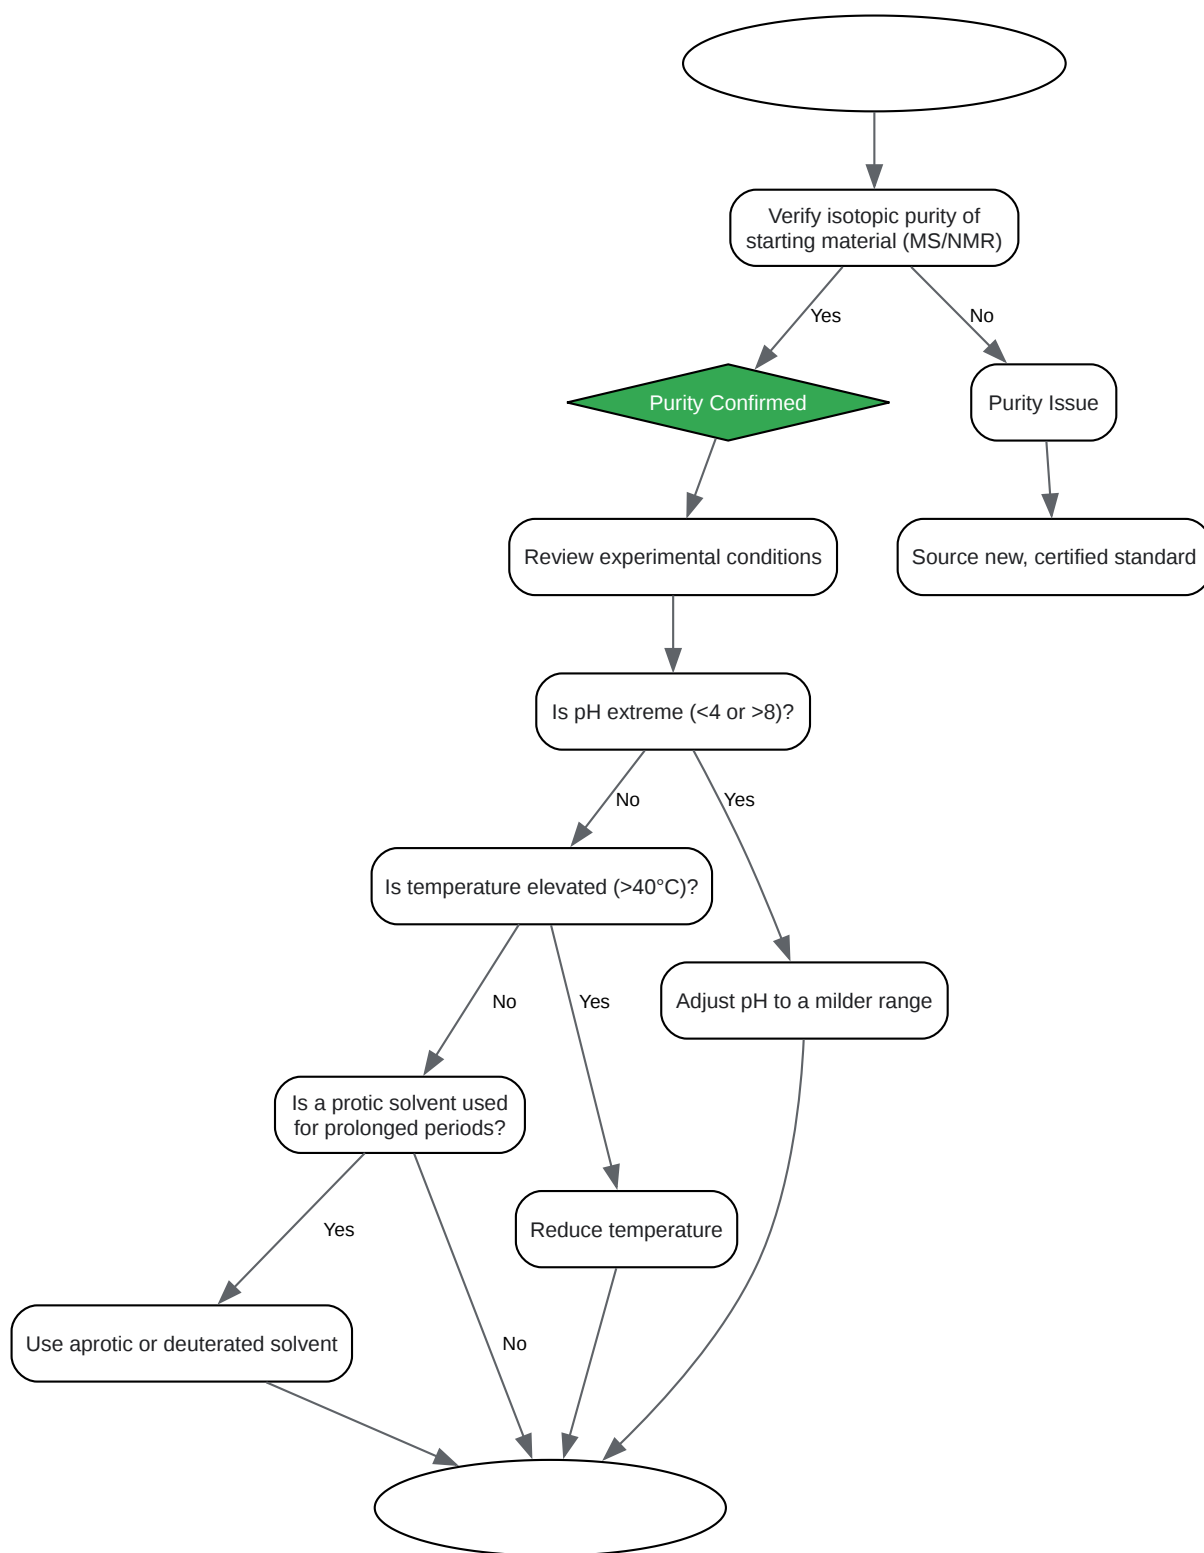 Verify isotopic purity of
starting material (MS/NMR)
Yes
No
Purity Confirmed
Purity Issue
Review experimental conditions
Source new, certified standard
Is pH extreme (<4 or >8)?
No
Yes
Is temperature elevated (>40°C)?
No
Yes
Adjust pH to a milder range
Is a protic solvent used
for prolonged periods?
Yes
Reduce temperature
Use aprotic or deuterated solvent
No